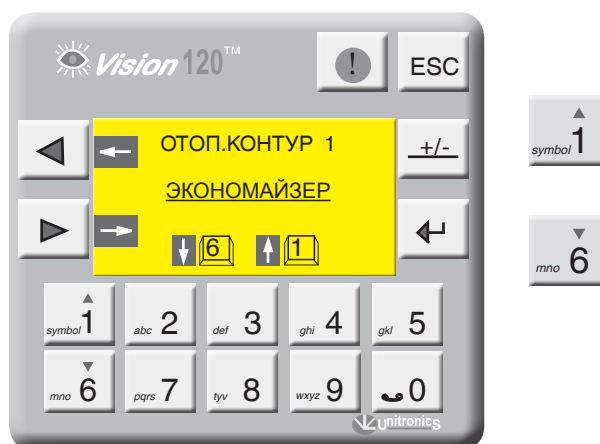 Vision 120™
! ESC
ОТОП.КОНТУР 1
+/-
ЭКОНОМАЙЗЕР
6 1
symbol 1 abc 2 def 3 ghi 4 gkl 5
mno 6 pqrs 7 tyv 8 wxyz 9 0
unitronics
symbol 1
mno 6